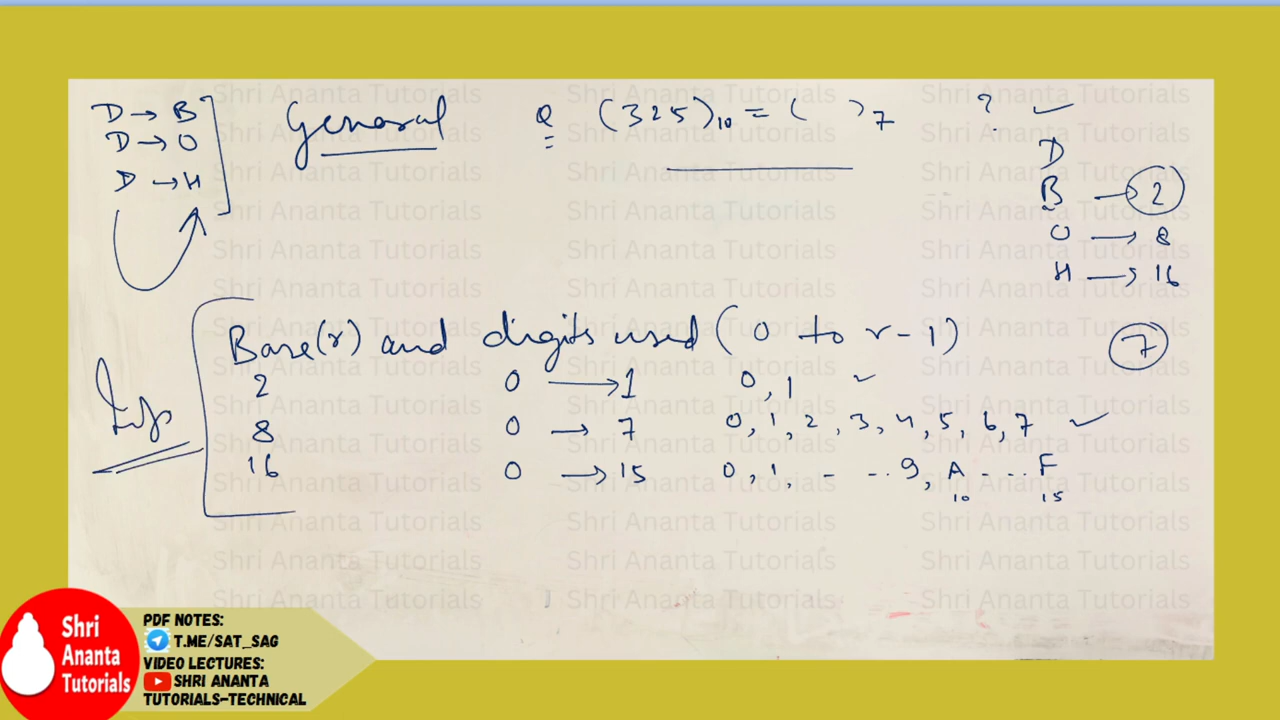 D → B
D → O
D → H
General
Q (325)10 = ( )7 ?
D
B → 2
O → 8
H → 16
Base(r) and digits used (0 to r-1)
7
2 0 → 1 0, 1
8 0 → 7 0, 1, 2, 3, 4, 5, 6, 7
16 0 → 15 0, 1, - .. 9, A -- .. F
10 15
Shri Ananta Tutorials
Shri
Ananta
Tutorials
PDF NOTES:
T.ME/SAT_SAG
VIDEO LECTURES:
SHRI ANANTA
TUTORIALS-TECHNICAL